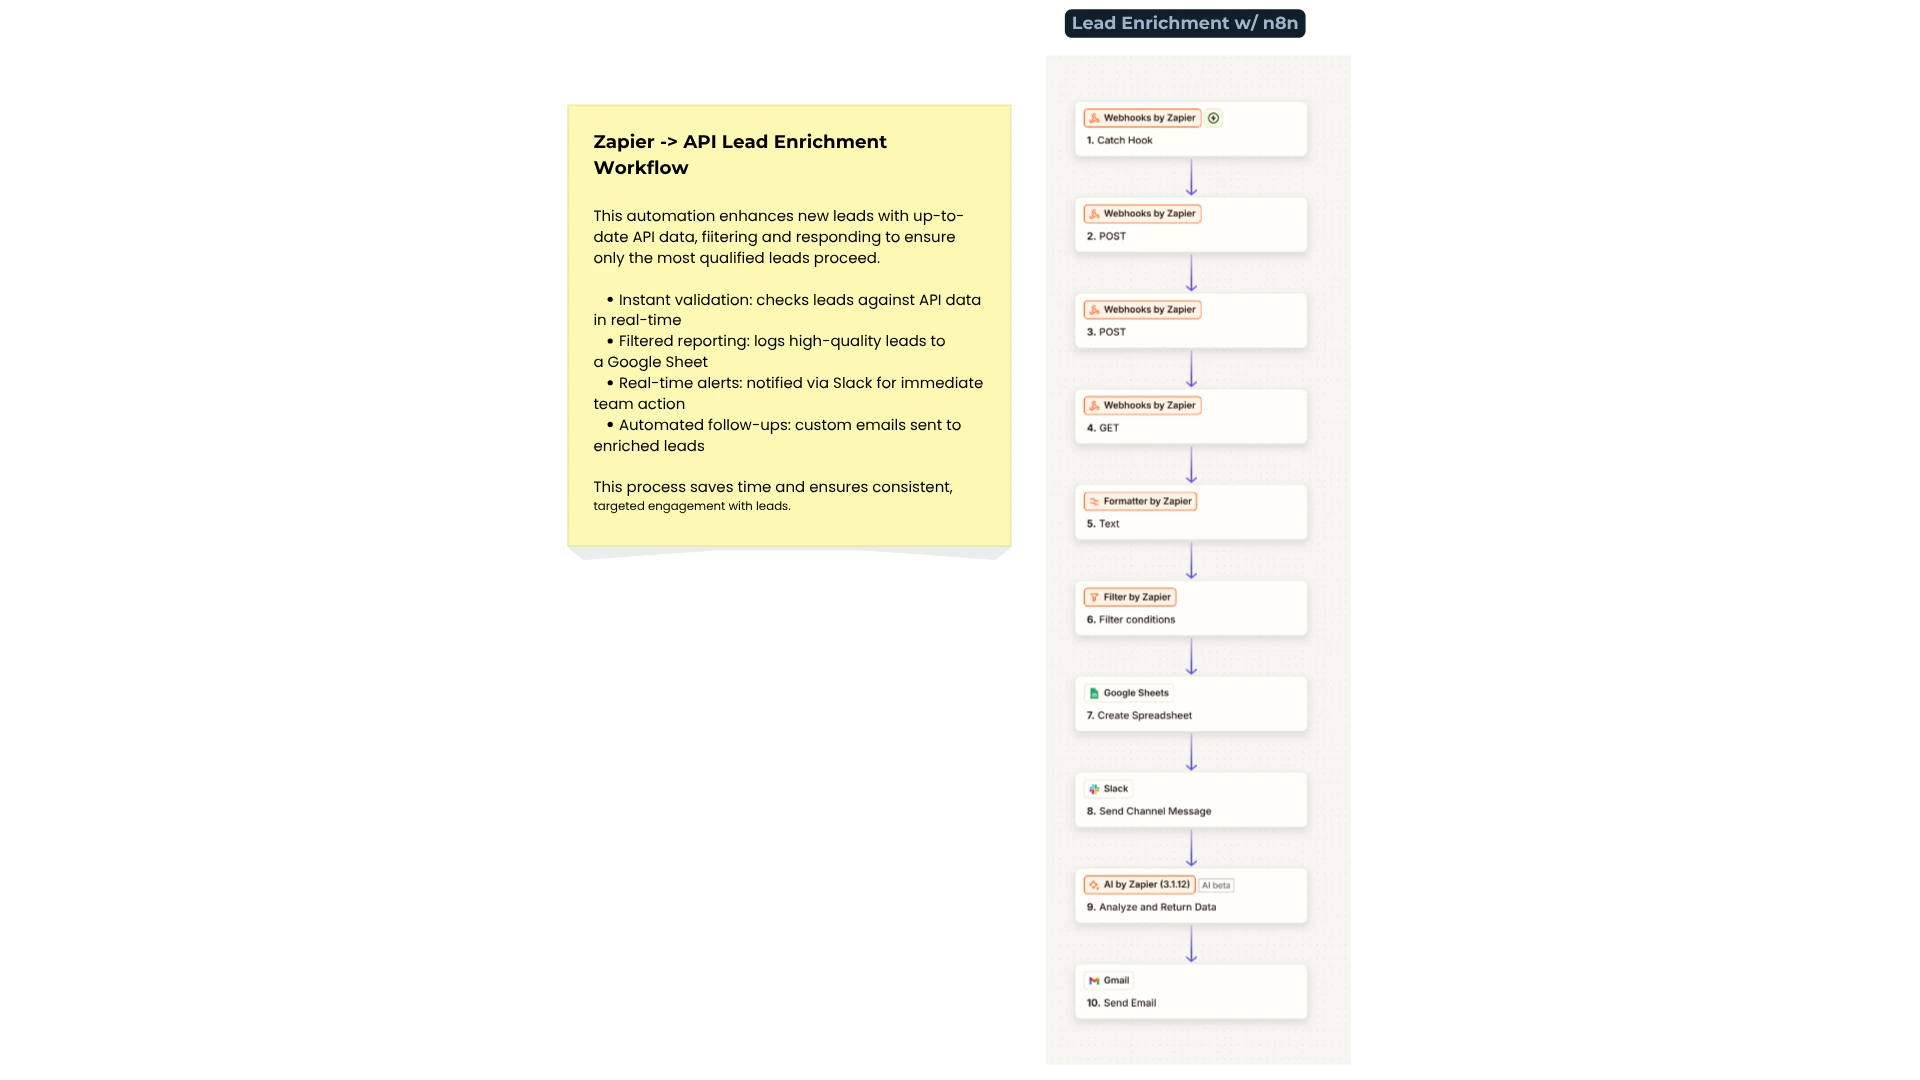 Lead Enrichment w/ n8n
Zapier -> API Lead Enrichment
Workflow
This automation enhances new leads with up-to-
date API data, fiitering and responding to ensure
only the most qualified leads proceed.
• Instant validation: checks leads against API data
in real-time
• Filtered reporting: logs high-quality leads to
a Google Sheet
• Real-time alerts: notified via Slack for immediate
team action
• Automated follow-ups: custom emails sent to
enriched leads
This process saves time and ensures consistent,
targeted engagement with leads.
Webhooks by Zapier
1. Catch Hook
Webhooks by Zapier
2. POST
Webhooks by Zapier
3. POST
Webhooks by Zapier
4. GET
Formatter by Zapier
5. Text
Filter by Zapier
6. Filter conditions
Google Sheets
7. Create Spreadsheet
Slack
8. Send Channel Message
AI by Zapier (3.1.12) AI beta
9. Analyze and Return Data
Gmail
10. Send Email